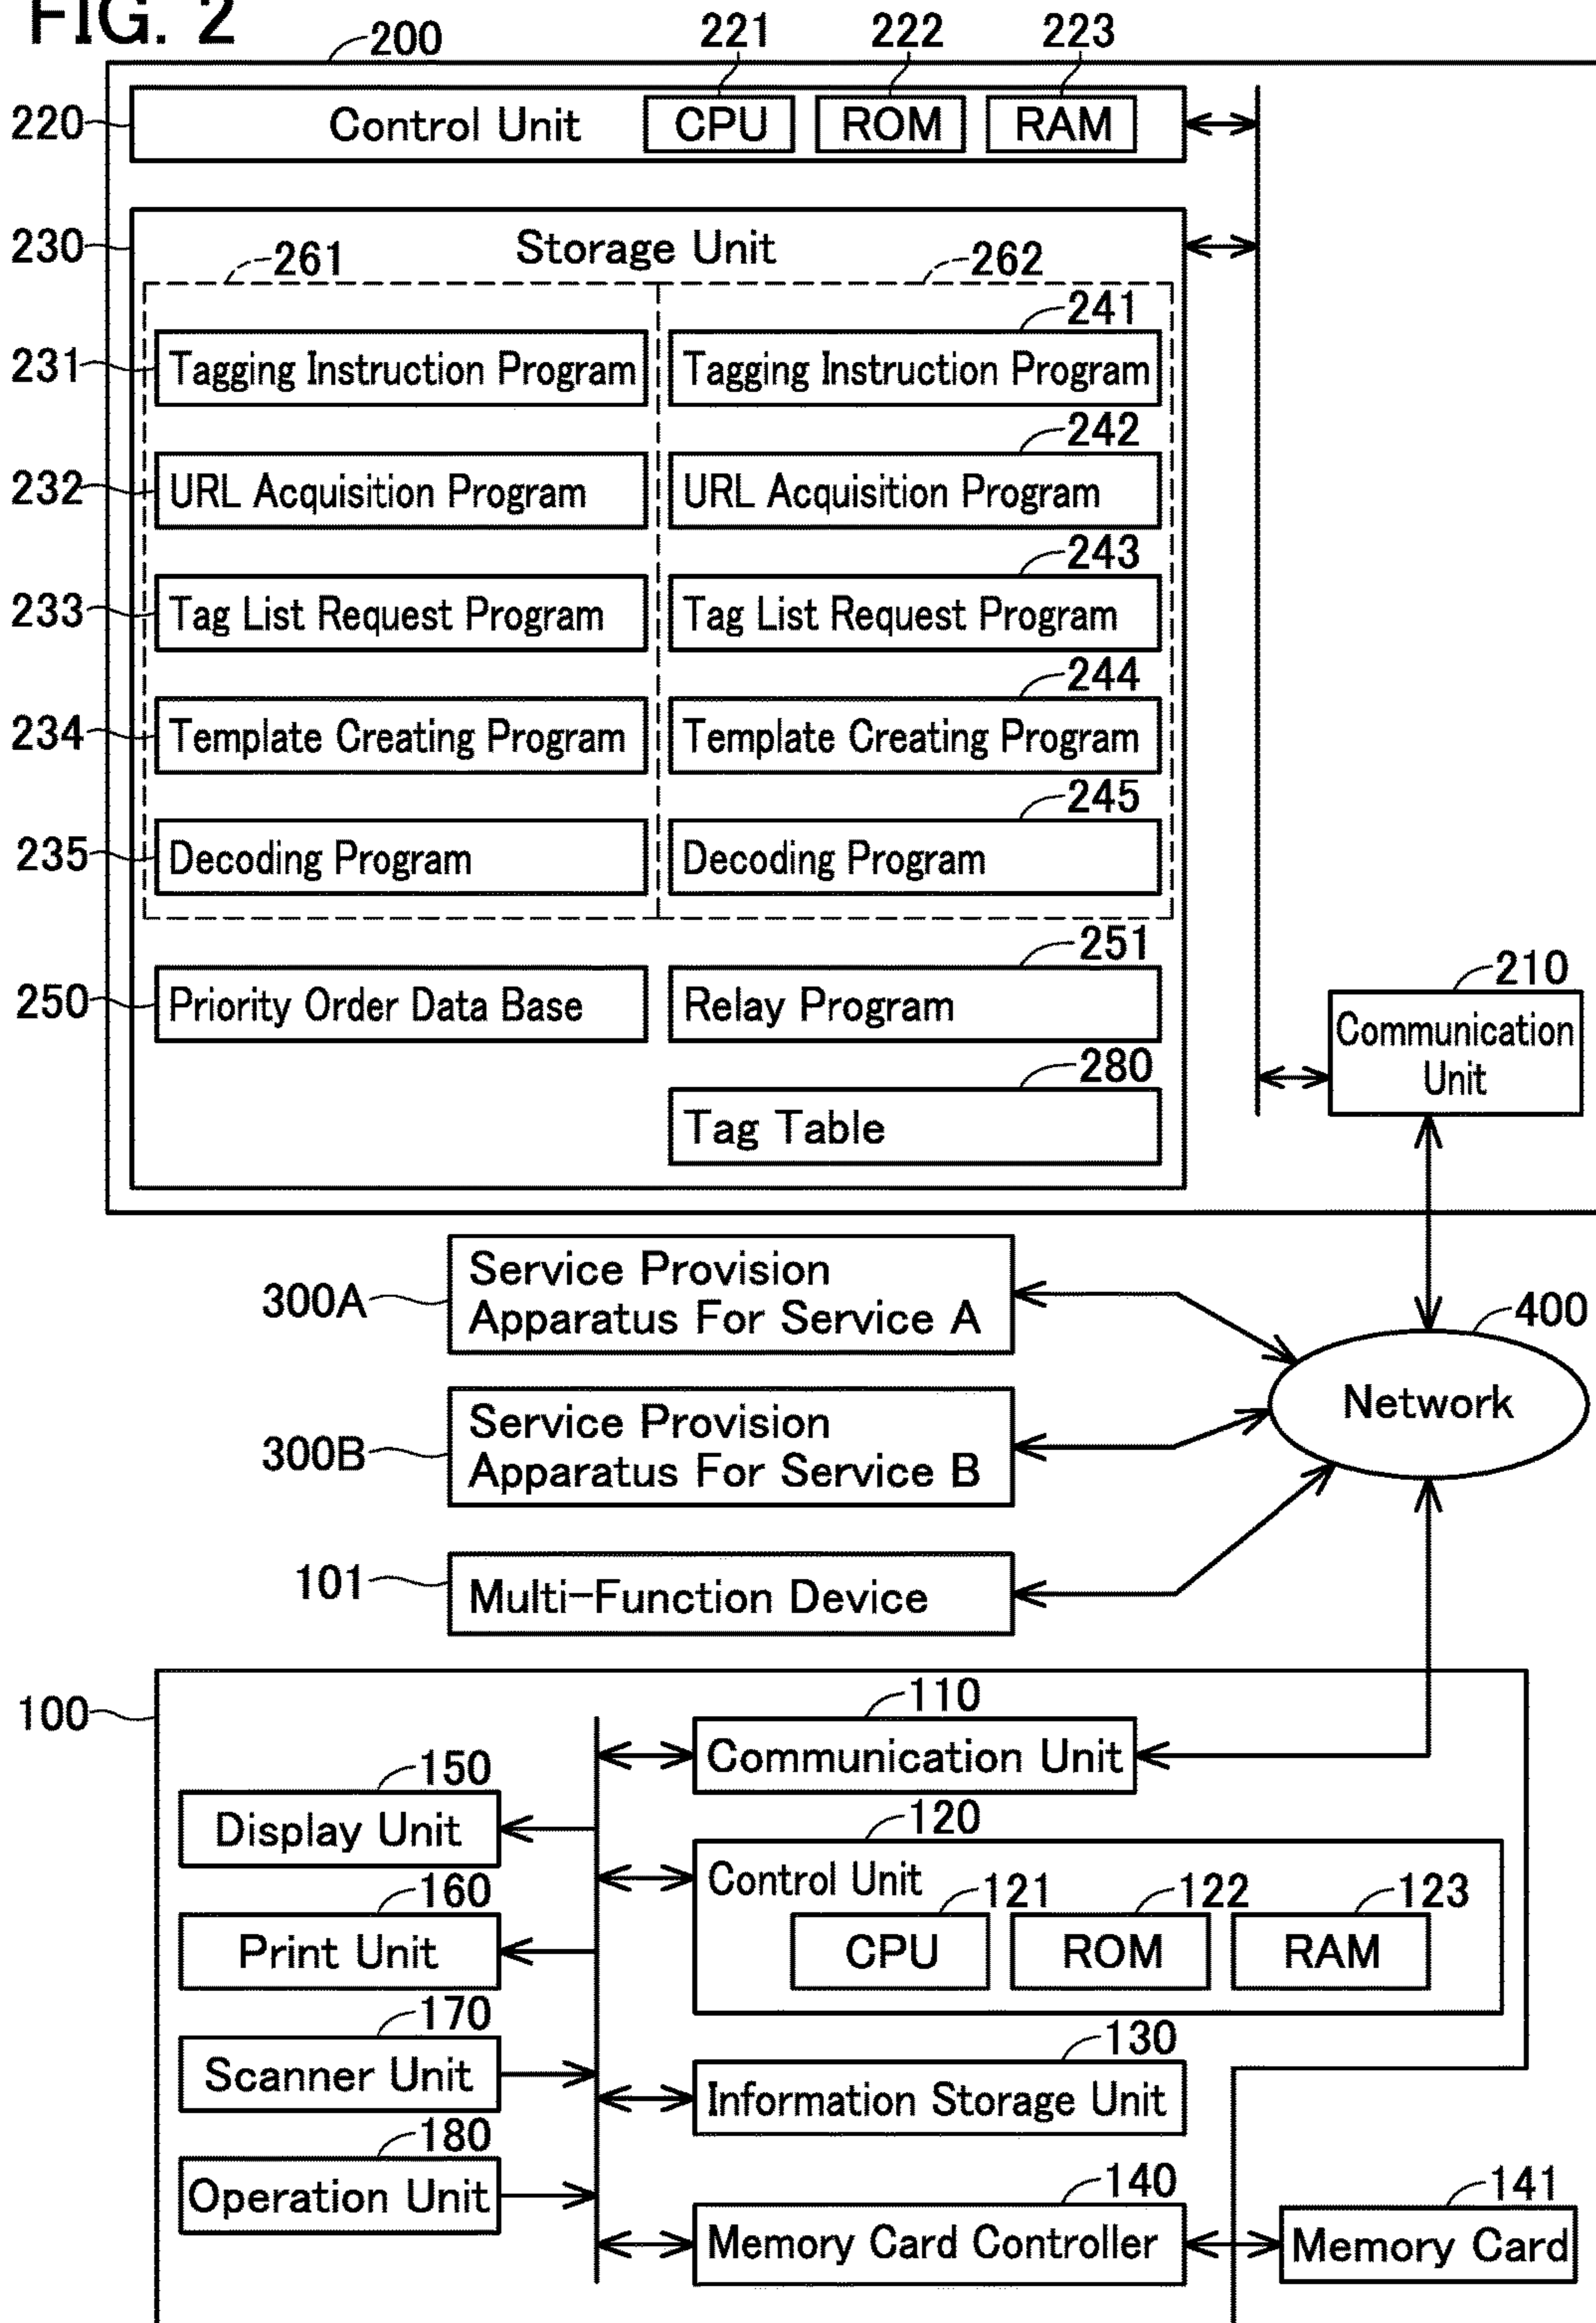 FIG. 2
200
221
222
223
220
Control Unit
CPU
ROM
RAM
230
Storage Unit
261
262
241
231
Tagging Instruction Program
Tagging Instruction Program
242
232
URL Acquisition Program
URL Acquisition Program
243
233
Tag List Request Program
Tag List Request Program
244
234
Template Creating Program
Template Creating Program
245
235
Decoding Program
Decoding Program
251
250
Priority Order Data Base
Relay Program
210
Communication
Unit
280
Tag Table
300A
Service Provision
Apparatus For Service A
400
Network
300B
Service Provision
Apparatus For Service B
101
Multi-Function Device
100
110
Communication Unit
150
Display Unit
120
Control Unit
121
122
123
CPU
ROM
RAM
160
Print Unit
170
Scanner Unit
130
Information Storage Unit
180
Operation Unit
140
Memory Card Controller
141
Memory Card